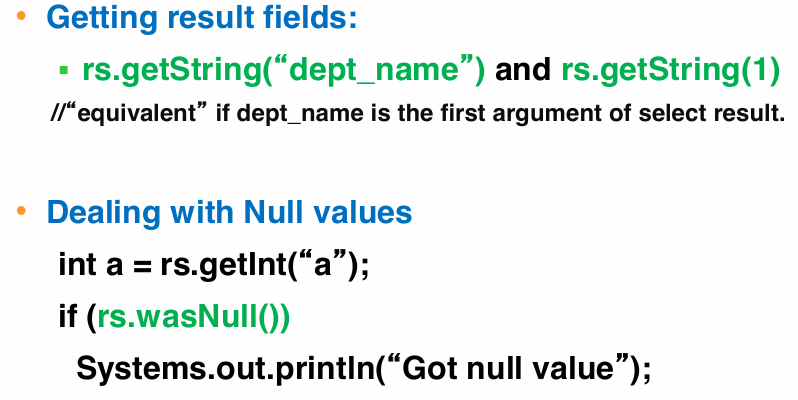 • Getting result fields:
▪ rs.getString(“dept_name”) and rs.getString(1)
//“equivalent” if dept_name is the first argument of select result.
• Dealing with Null values
int a = rs.getInt(“a”);
if (rs.wasNull())
Systems.out.println(“Got null value”);